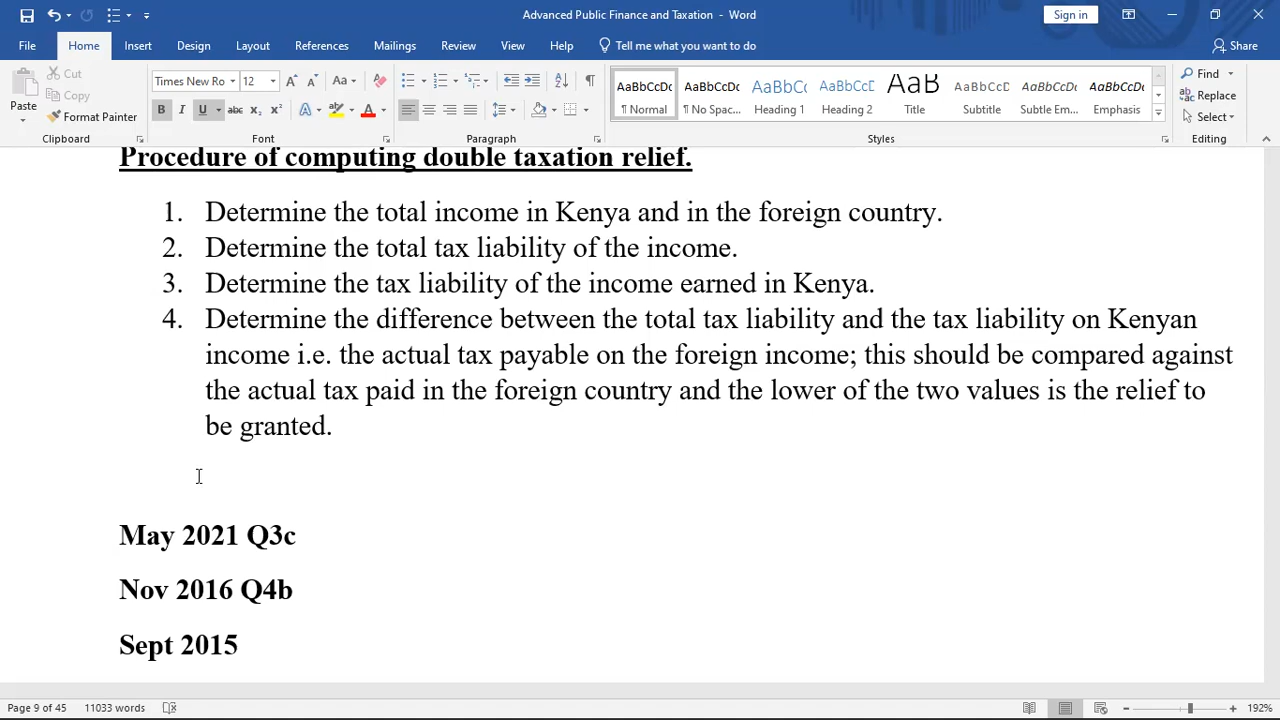 Advanced Public Finance and Taxation - Word
Sign in
File Home Insert Design Layout References Mailings Review View Help Tell me what you want to do Share
Paste
Cut
Copy
Format Painter
Clipboard
Times New Ro 12
Font
Paragraph
AaBbCcDc ¶ Normal
AaBbCcDc ¶ No Spac...
AaBbCc Heading 1
AaBbCcD Heading 2
AaB Title
AaBbCcD Subtitle
AaBbCcDc Subtle Em...
AaBbCcDc Emphasis
Styles
Find
Replace
Select
Editing
Procedure of computing double taxation relief.
1. Determine the total income in Kenya and in the foreign country.
2. Determine the total tax liability of the income.
3. Determine the tax liability of the income earned in Kenya.
4. Determine the difference between the total tax liability and the tax liability on Kenyan
income i.e. the actual tax payable on the foreign income; this should be compared against
the actual tax paid in the foreign country and the lower of the two values is the relief to
be granted.
May 2021 Q3c
Nov 2016 Q4b
Sept 2015
Page 9 of 45 11033 words 192%